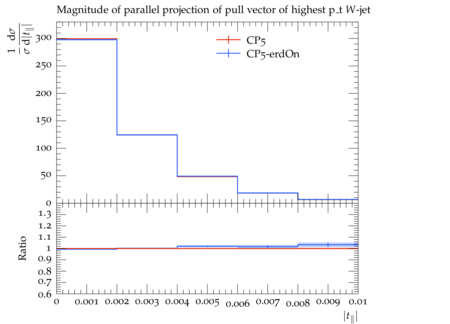 Magnitude of parallel projection of pull vector of highest p_t W-jet
1/σ dσ/d|t∥|
CP5
CP5-erdOn
300
250
200
150
100
50
0
Ratio
1.3
1.2
1.1
1
0.9
0.8
0.7
0.6
0 0.001 0.002 0.003 0.004 0.005 0.006 0.007 0.008 0.009 0.01
|t∥|